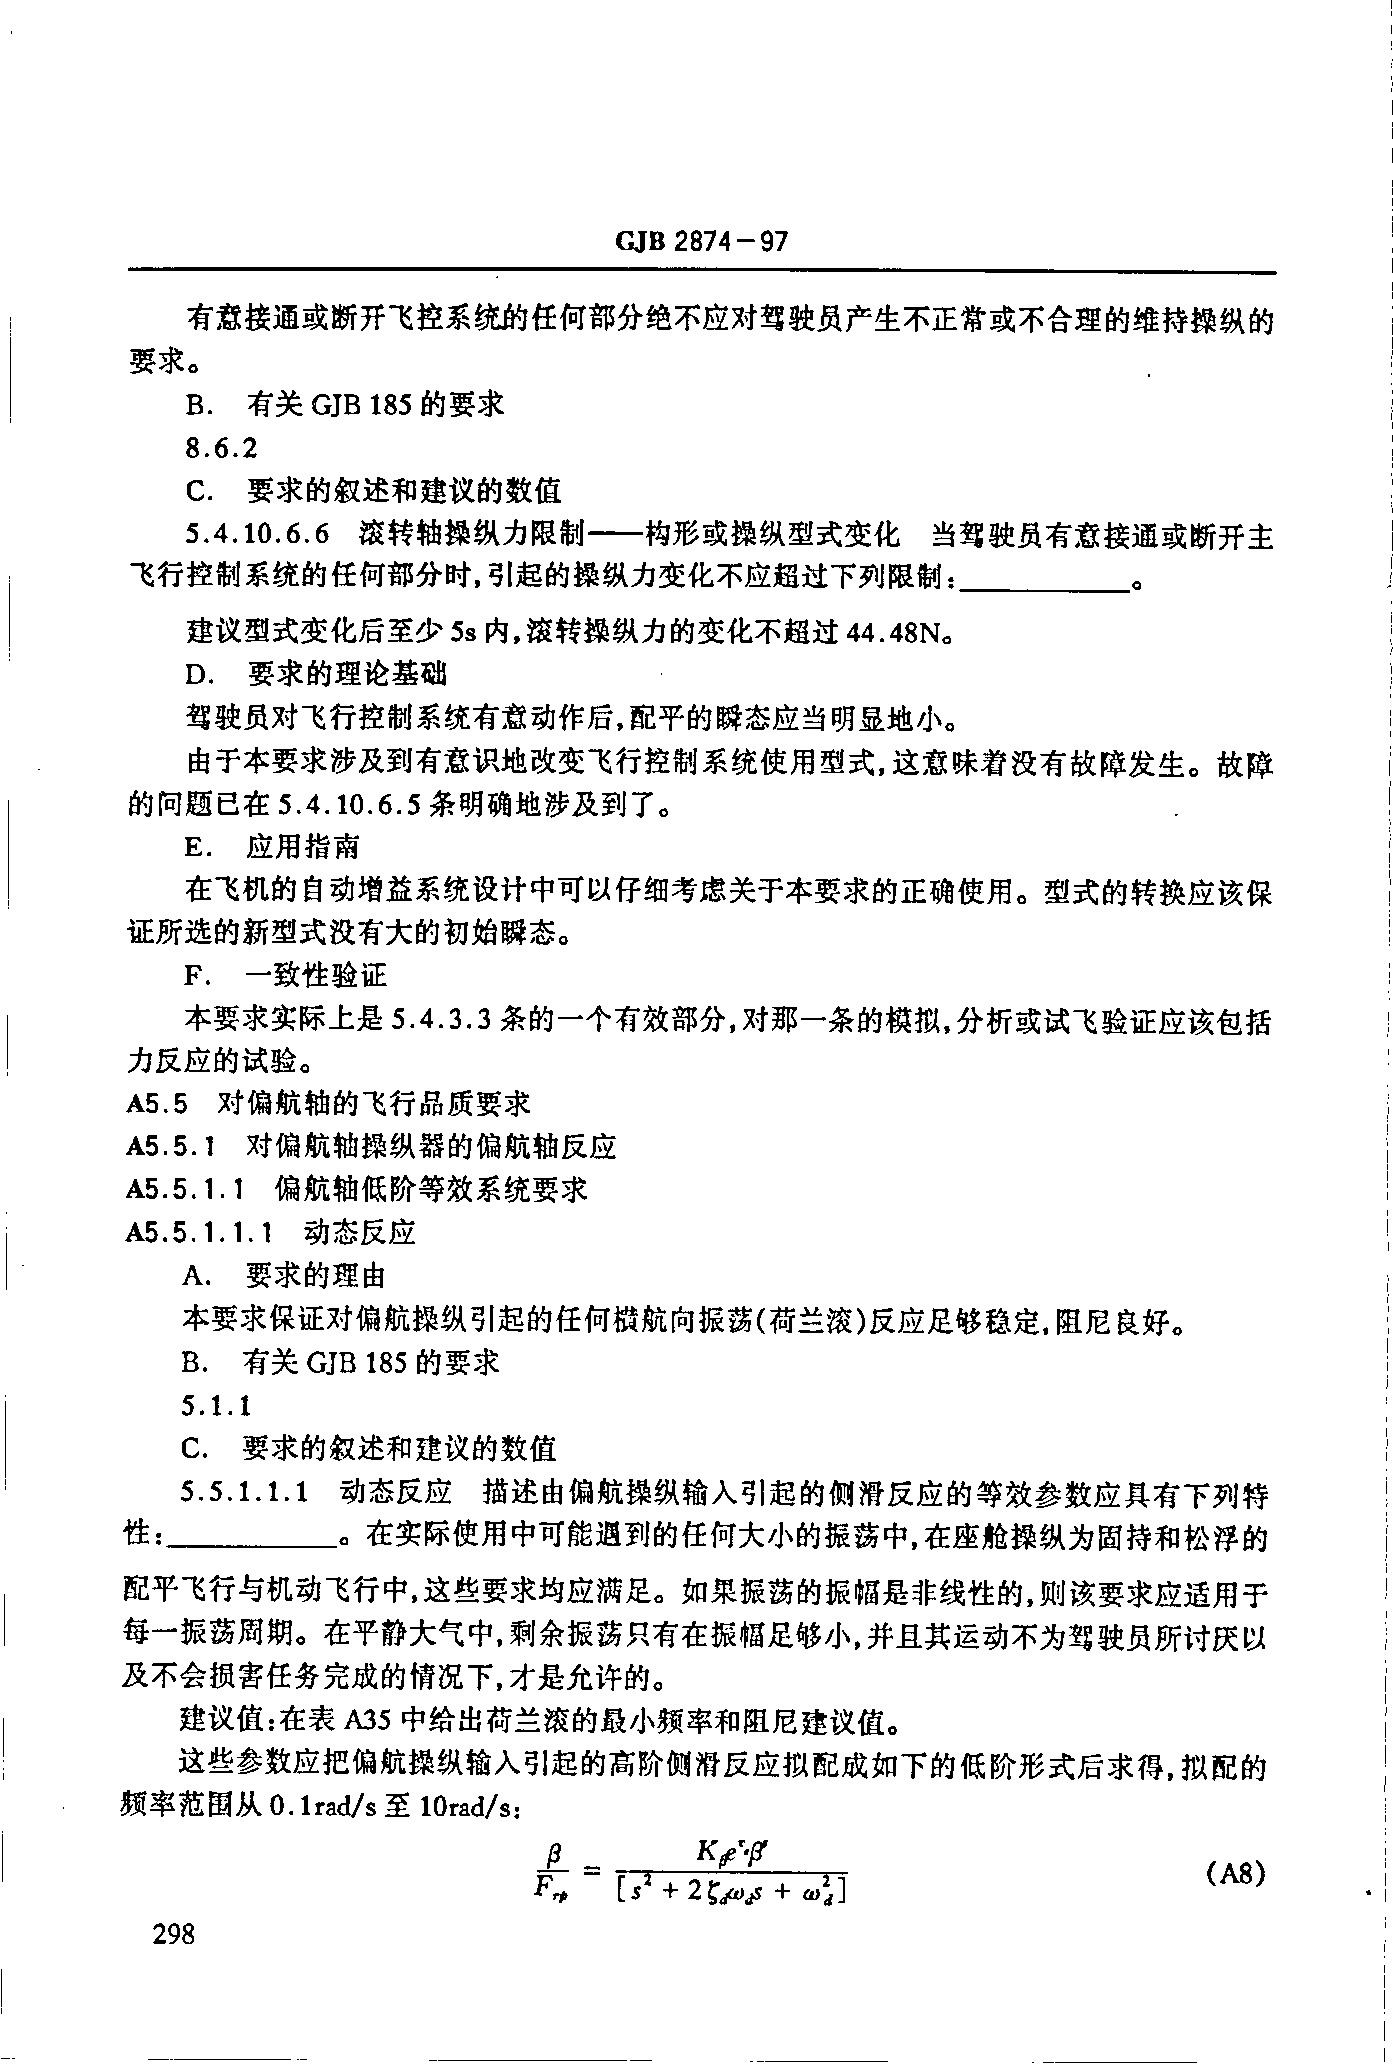 GJB 2874－97
有意接通或断开飞控系统的任何部分绝不应对驾驶员产生不正常或不合理的维持操纵的
要求。
B． 有关 GJB 185 的要求
8.6.2
C． 要求的叙述和建议的数值
5.4.10.6.6 滚转轴操纵力限制——构形或操纵型式变化 当驾驶员有意接通或断开主
飞行控制系统的任何部分时,引起的操纵力变化不应超过下列限制:____________。
建议型式变化后至少 5s 内,滚转操纵力的变化不超过 44.48N。
D． 要求的理论基础
驾驶员对飞行控制系统有意动作后,配平的瞬态应当明显地小。
由于本要求涉及到有意识地改变飞行控制系统使用型式,这意味着没有故障发生。故障
的问题已在 5.4.10.6.5 条明确地涉及到了。
E． 应用指南
在飞机的自动增益系统设计中可以仔细考虑关于本要求的正确使用。型式的转换应该保
证所选的新型式没有大的初始瞬态。
F． 一致性验证
本要求实际上是 5.4.3.3 条的一个有效部分,对那一条的模拟,分析或试飞验证应该包括
力反应的试验。
A5.5 对偏航轴的飞行品质要求
A5.5.1 对偏航轴操纵器的偏航轴反应
A5.5.1.1 偏航轴低阶等效系统要求
A5.5.1.1.1 动态反应
A． 要求的理由
本要求保证对偏航操纵引起的任何横航向振荡(荷兰滚)反应足够稳定,阻尼良好。
B． 有关 GJB 185 的要求
5.1.1
C． 要求的叙述和建议的数值
5.5.1.1.1 动态反应 描述由偏航操纵输入引起的侧滑反应的等效参数应具有下列特
性:____________。在实际使用中可能遇到的任何大小的振荡中,在座舱操纵为固持和松浮的
配平飞行与机动飞行中,这些要求均应满足。如果振荡的振幅是非线性的,则该要求应适用于
每一振荡周期。在平静大气中,剩余振荡只有在振幅足够小,并且其运动不为驾驶员所讨厌以
及不会损害任务完成的情况下,才是允许的。
建议值:在表 A35 中给出荷兰滚的最小频率和阻尼建议值。
这些参数应把偏航操纵输入引起的高阶侧滑反应拟配成如下的低阶形式后求得,拟配的
频率范围从 0.1rad/s 至 10rad/s:
β/F_rp = / [s² + 2ζ_dω_ds + ω_d²] (A8)
298